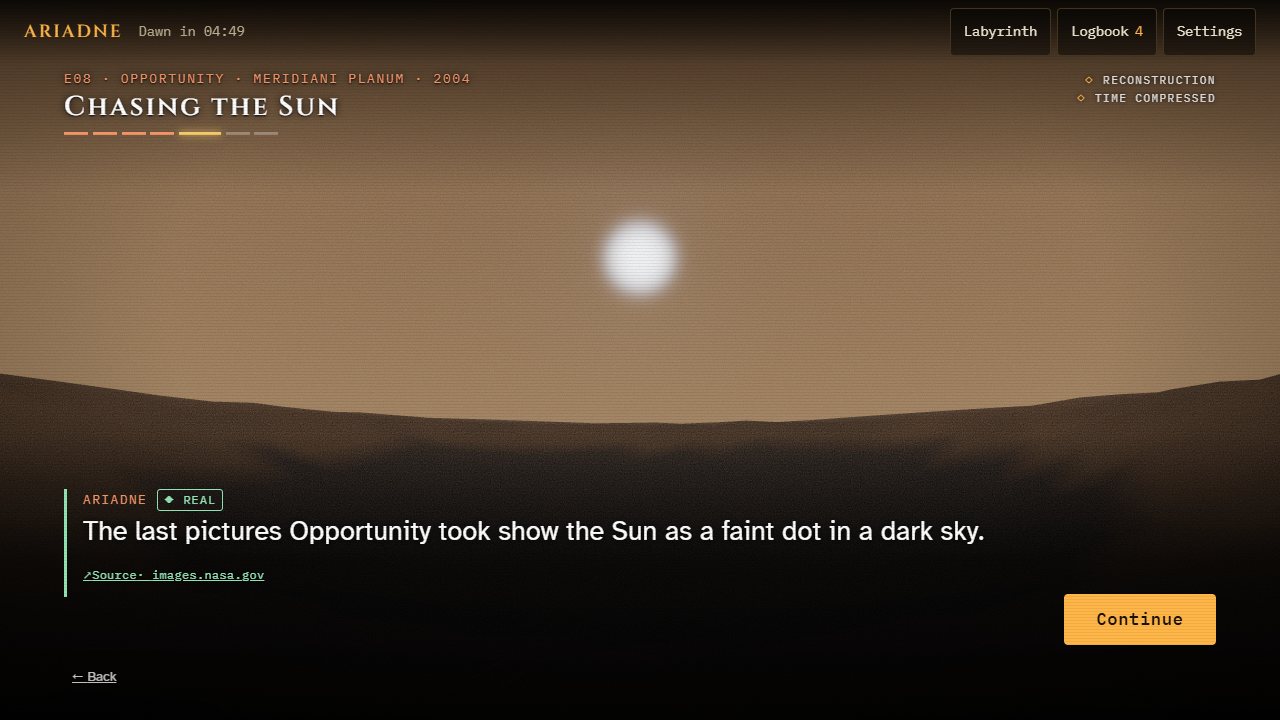 ARIADNE Dawn in 04:49 Labyrinth Logbook 4 Settings
E08 · OPPORTUNITY · MERIDIANI PLANUM · 2004
Chasing the Sun
◇ RECONSTRUCTION
◇ TIME COMPRESSED
ARIADNE ◆ REAL
The last pictures Opportunity took show the Sun as a faint dot in a dark sky.
↗Source· images.nasa.gov
Continue
← Back